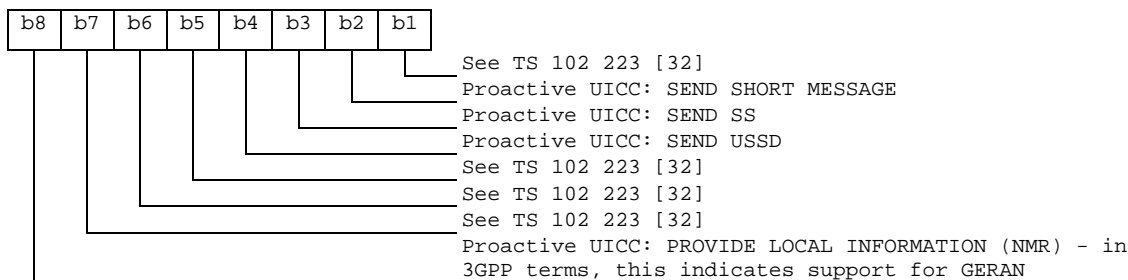 b8 b7 b6 b5 b4 b3 b2 b1
See TS 102 223 [32]
Proactive UICC: SEND SHORT MESSAGE
Proactive UICC: SEND SS
Proactive UICC: SEND USSD
See TS 102 223 [32]
See TS 102 223 [32]
See TS 102 223 [32]
Proactive UICC: PROVIDE LOCAL INFORMATION (NMR) - in
3GPP terms, this indicates support for GERAN